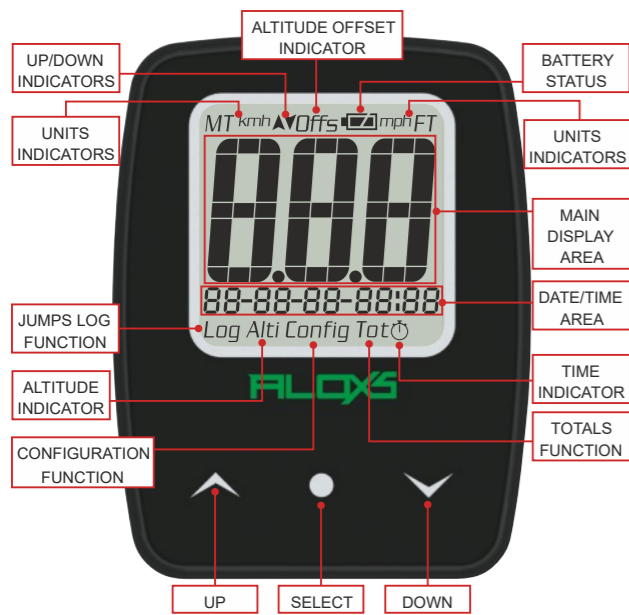 ALTITUDE OFFSET
INDICATOR
UP/DOWN
INDICATORS
BATTERY
STATUS
UNITS
INDICATORS
MT kmh Offs mph FT
UNITS
INDICATORS
8.8.8
MAIN
DISPLAY
AREA
88-88-88-88:88
DATE/TIME
AREA
JUMPS LOG
FUNCTION
Log Alti Config Tot
ALTITUDE
INDICATOR
TIME
INDICATOR
ALOXS
CONFIGURATION
FUNCTION
TOTALS
FUNCTION
UP
SELECT
DOWN